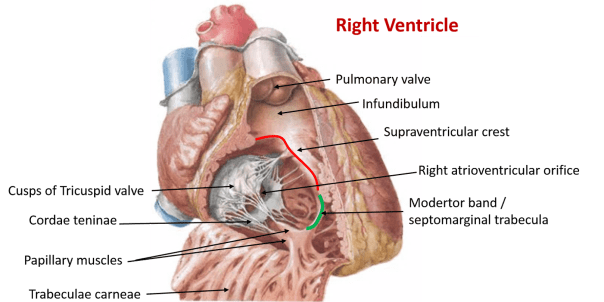 Right Ventricle
Pulmonary valve
Infundibulum
Supraventricular crest
Right atrioventricular orifice
Cusps of Tricuspid valve
Modertor band /
septomarginal trabecula
Cordae teninae
Papillary muscles
Trabeculae carneae